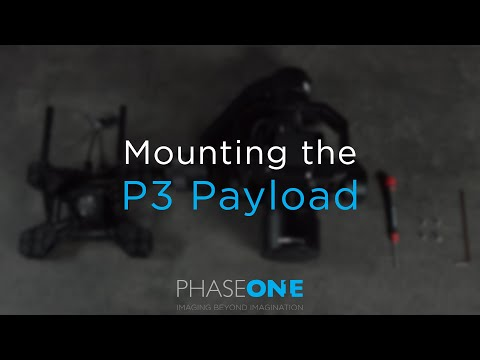 Mounting the
P3 Payload
PHASEONE
IMAGING BEYOND IMAGINATION